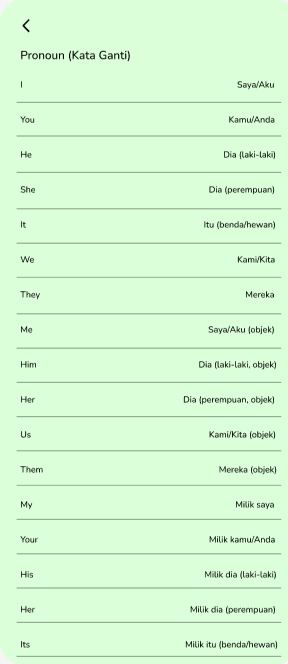 Pronoun (Kata Ganti)
I Saya/Aku
You Kamu/Anda
He Dia (laki-laki)
She Dia (perempuan)
It Itu (benda/hewan)
We Kami/Kita
They Mereka
Me Saya/Aku (objek)
Him Dia (laki-laki, objek)
Her Dia (perempuan, objek)
Us Kami/Kita (objek)
Them Mereka (objek)
My Milik saya
Your Milik kamu/Anda
His Milik dia (laki-laki)
Her Milik dia (perempuan)
Its Milik itu (benda/hewan)